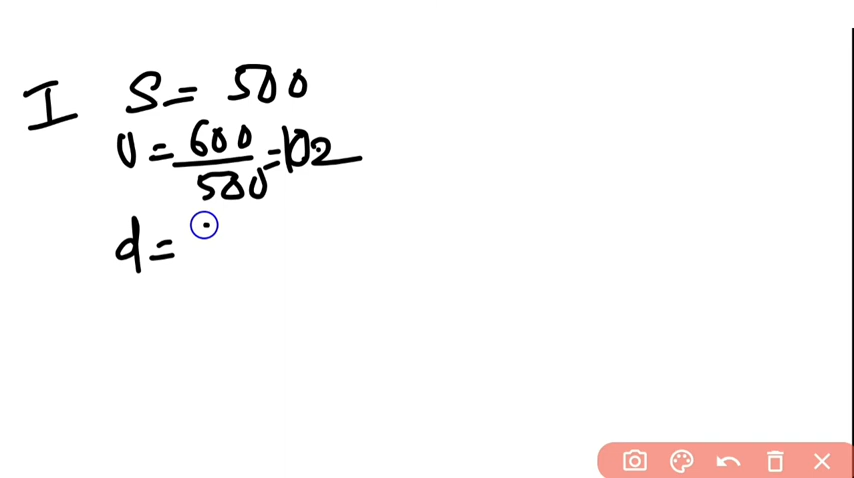 I S = 500
U = 600/500 = 1.2
d =